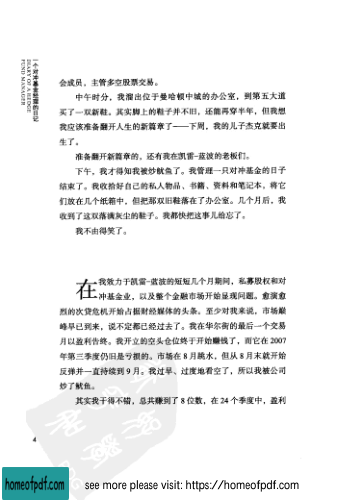 一个对冲基金经理的日记
DIARY OF A HEDGE
FUND MANAGER
会成员，主管多空股票交易。
中午时分，我溜出位于曼哈顿中城的办公室，到第五大道
买了一双新鞋。其实脚上的鞋子并不旧，还能再穿半年，但我想
我应该准备翻开人生的新篇章了——下周，我的儿子杰克就要出
生了。
准备翻开新篇章的，还有我在凯雷-蓝波的老板们。
下午，我才得知我被炒鱿鱼了。我管理一只对冲基金的日子
结束了。我收拾好自己的私人物品、书籍、资料和笔记本，将它
们放在几个纸箱中，但把那双旧鞋落在了办公室。几个月后，我
收到了这双落满灰尘的鞋子。我都快把这事儿给忘了。
我不由得笑了。
在我效力于凯雷-蓝波的短短几个月期间，私募股权和对
冲基金业，以及整个金融市场开始显现问题。愈演愈
烈的次贷危机开始占据财经媒体的头条。至少对我来说，市场巅
峰早已到来，说不定都已经过去了。我在华尔街的最后一个交易
月以盈利告终。我开立的空头仓位终于开始赚钱了，而它在 2007
年第三季度仍旧是亏损的。市场在 8 月跳水，但从 8 月末就开始
反弹并一直持续到 9 月。我过早、过度地看空了，所以我被公司
炒了鱿鱼。
其实我干得不错，总共赚到了 8 位数，在 24 个季度中，盈利
4
homeofpdf.com
see more please visit: https://homeofpdf.com